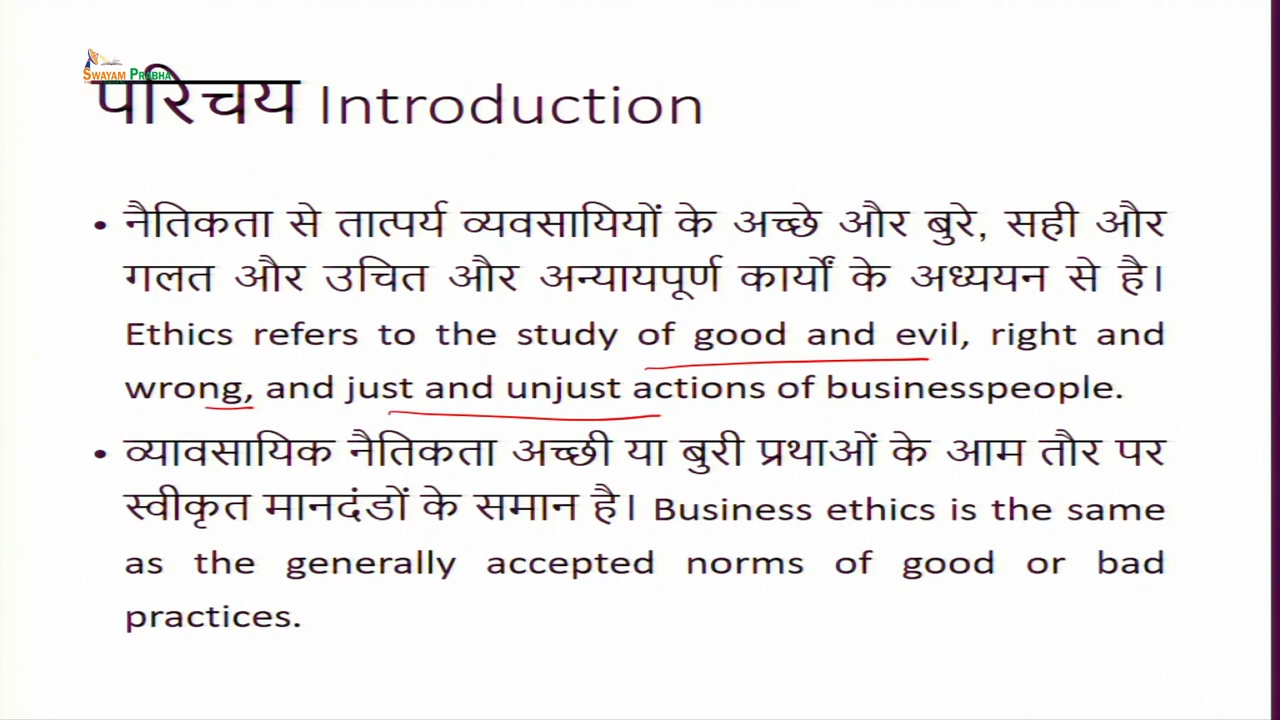 SWAYAM PRABHA
परिचय Introduction
• नैतिकता से तात्पर्य व्यवसायियों के अच्छे और बुरे, सही और
गलत और उचित और अन्यायपूर्ण कार्यों के अध्ययन से है।
Ethics refers to the study of good and evil, right and
wrong, and just and unjust actions of businesspeople.
• व्यावसायिक नैतिकता अच्छी या बुरी प्रथाओं के आम तौर पर
स्वीकृत मानदंडों के समान है। Business ethics is the same
as the generally accepted norms of good or bad
practices.